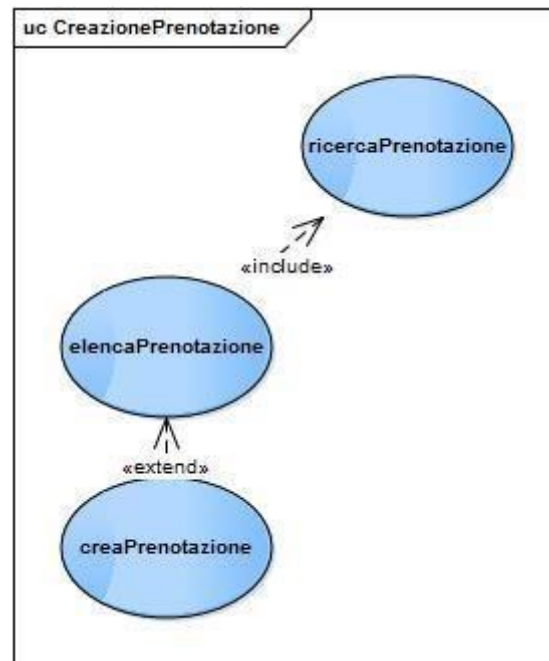 uc CreazionePrenotazione
ricercaPrenotazione
«include»
elencaPrenotazione
«extend»
creaPrenotazione